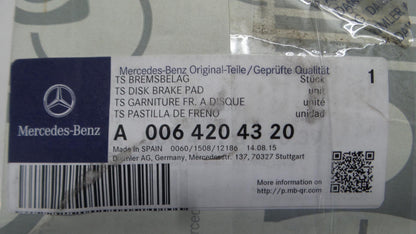 Mercedes-Benz Original-Teile/Geprüfte Qualität
TS BREMSBELAG Stück 1
TS DISK BRAKE PAD unit
TS GARNITURE FR. A DISQUE unité
TS PASTILLA DE FRENO unidad
Mercedes-Benz
A 006 420 43 20
Made in SPAIN 0060/1508/12186 14.08.15
Daimler AG, Germany, Mercedesstr. 137, 70327 Stuttgart
More information on
http://p.mb-qr.com/